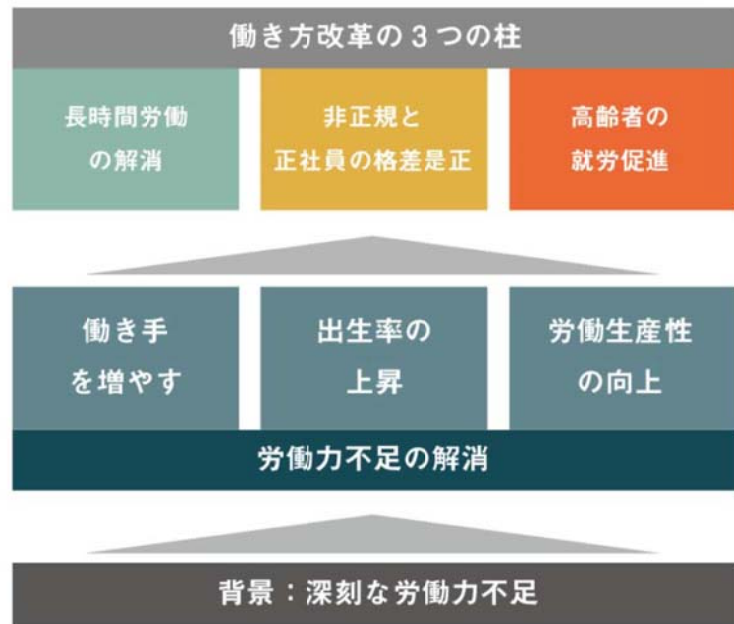 働き方改革の3つの柱
長時間労働
の解消
非正規と
正社員の格差是正
高齢者の
就労促進
働き手
を増やす
出生率の
上昇
労働生産性
の向上
労働力不足の解消
背景：深刻な労働力不足